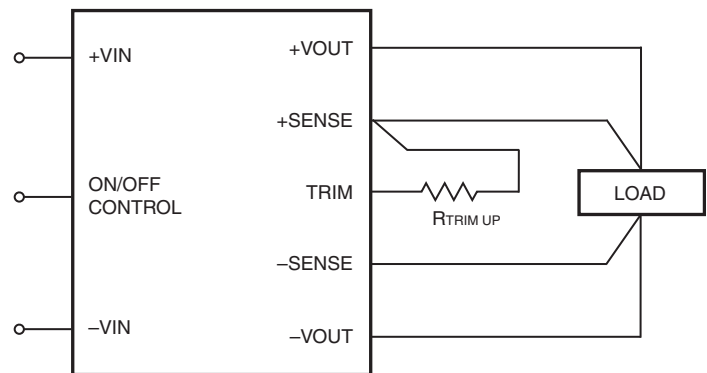 +VIN
ON/OFF
CONTROL
–VIN
+VOUT
+SENSE
TRIM
–SENSE
–VOUT
RTRIM UP
LOAD